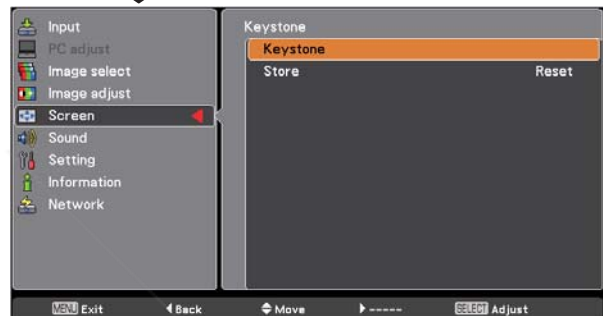 Input
PC adjust
Image select
Image adjust
Screen
Sound
Setting
Information
Network
Keystone
Keystone
Store Reset
MENU Exit Back Move ----- SELECT Adjust